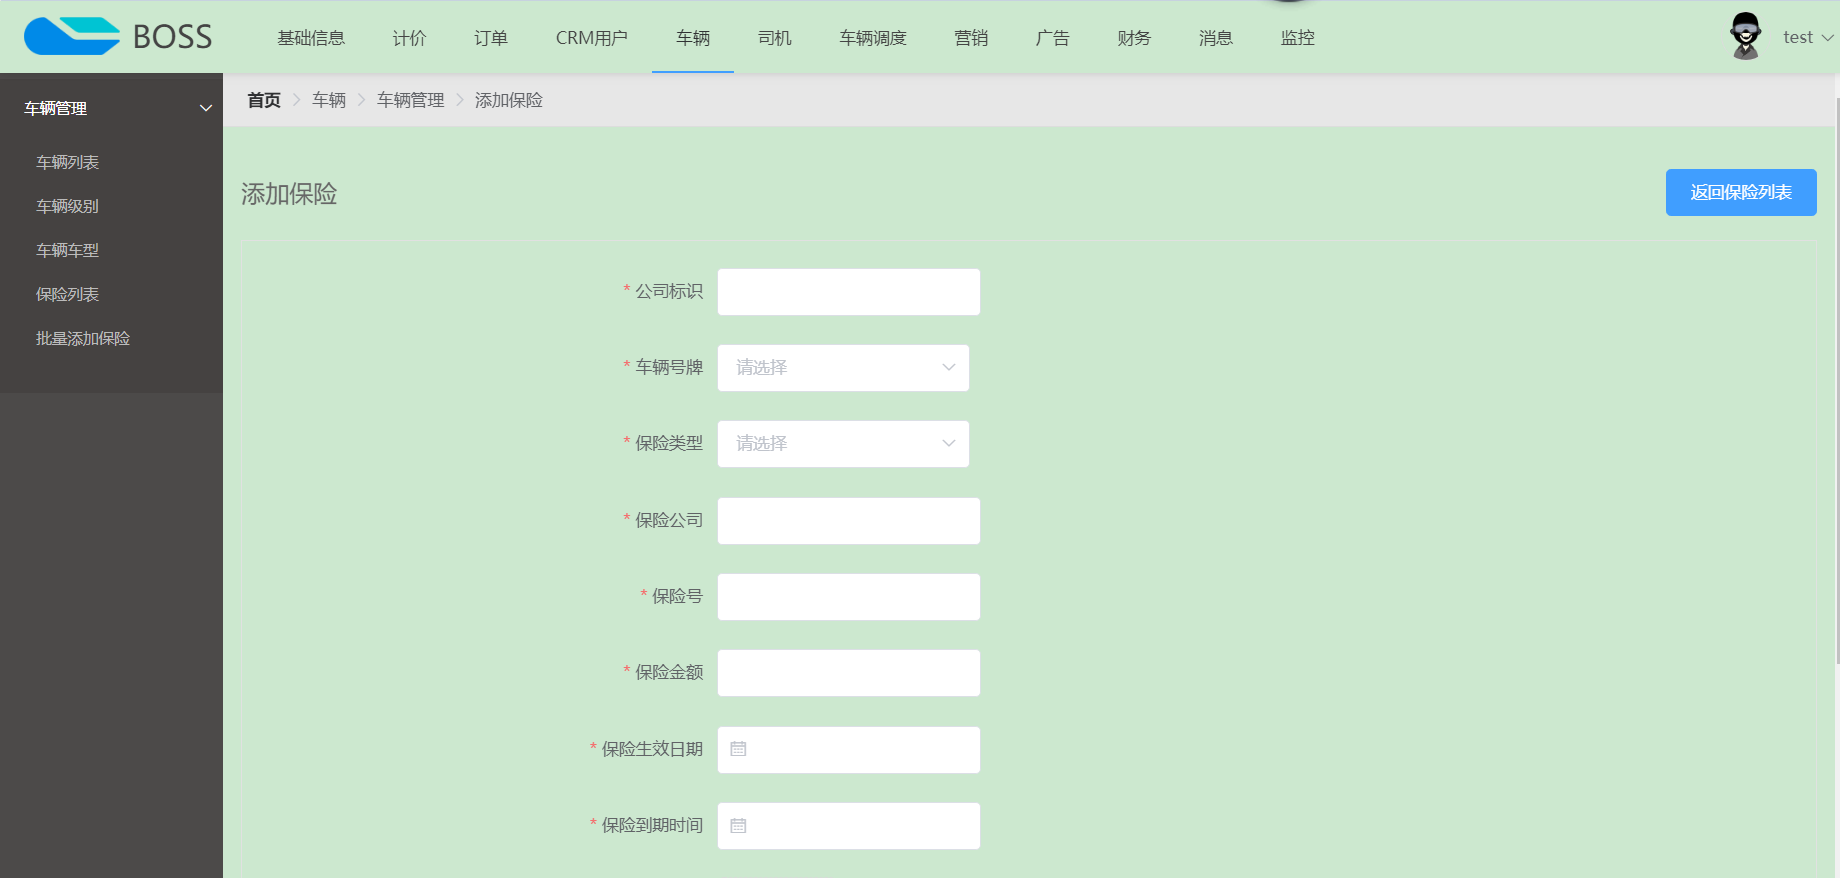 BOSS
基础信息 计价 订单 CRM用户 车辆 司机 车辆调度 营销 广告 财务 消息 监控
test
车辆管理
车辆列表
车辆级别
车辆车型
保险列表
批量添加保险
首页 车辆 车辆管理 添加保险
添加保险
返回保险列表
* 公司标识
* 车辆号牌 请选择
* 保险类型 请选择
* 保险公司
* 保险号
* 保险金额
* 保险生效日期
* 保险到期时间